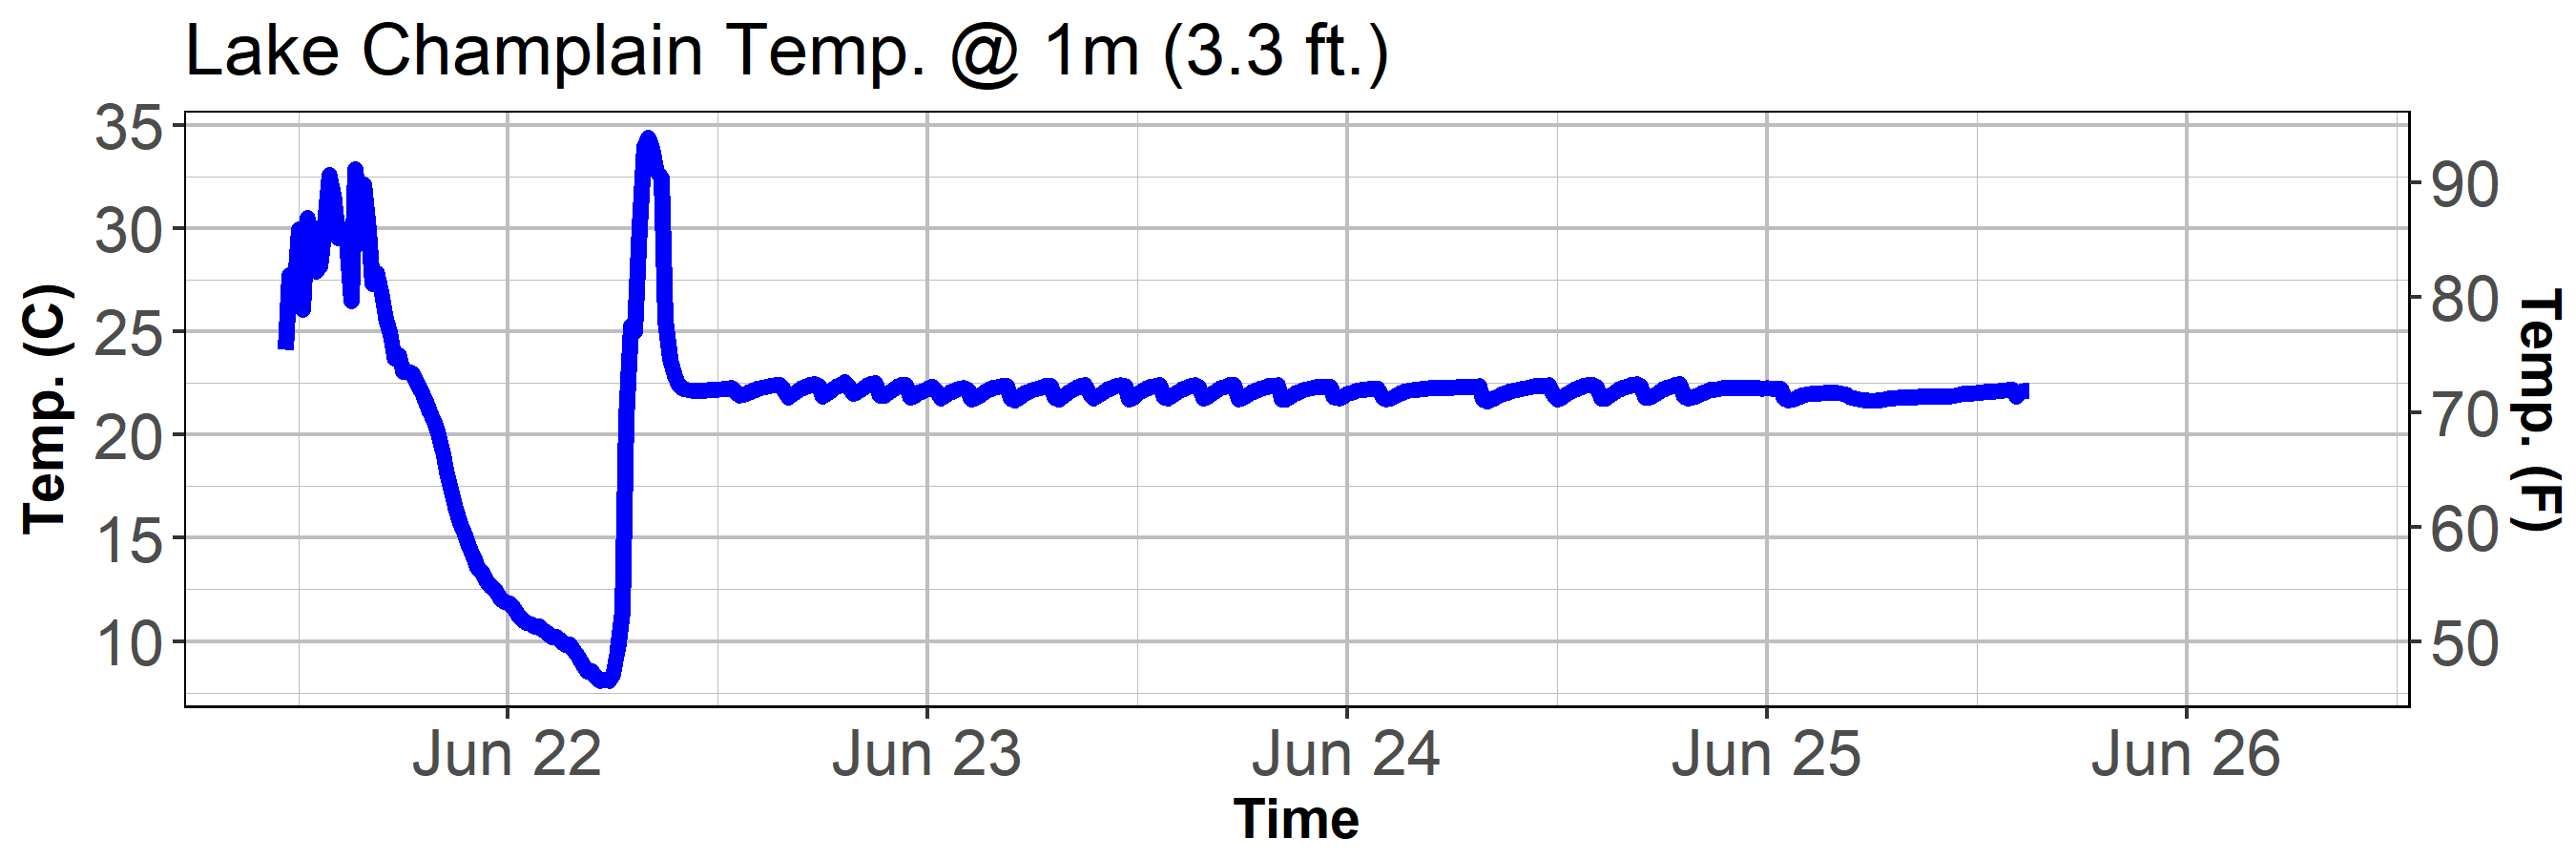 Lake Champlain Temp. @ 1m (3.3 ft.)
35
30
25
20
15
10
Temp. (C)
90
80
70
60
50
Temp. (F)
Jun 22 Jun 23 Jun 24 Jun 25 Jun 26
Time